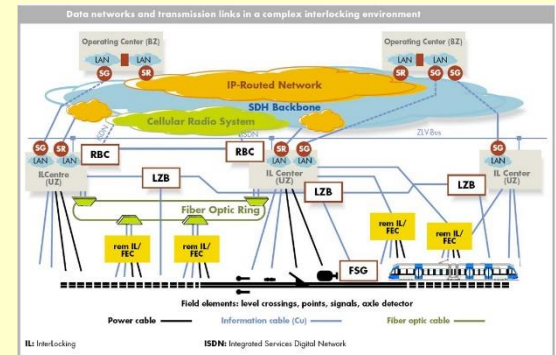 Data networks and transmission links in a complex interlocking environment
Operating Center (BZ)
LAN
LAN
SG
SR
Operating Center (BZ)
LAN
LAN
SR
SG
SG
IP-Routed Network
SDH Backbone
Cellular Radio System
ISDN
ISDN
ZLV-Bus
SG
SR
LAN
LAN
ILCentre
(UZ)
RBC
RBC
SG
SR
LAN
LAN
IL Center
(UZ)
SG
LAN
IL Center
(UZ)
LZB
LZB
LZB
Fiber Optic Ring
rem IL/
FEC
rem IL/
FEC
rem IL/
FEC
rem IL/
FEC
FSG
Field elements: level crossings, points, signals, axle detector
Power cable
Information cable (Cu)
Fiber optic cable
IL: InterLocking
ISDN: Integrated Services Digital Network